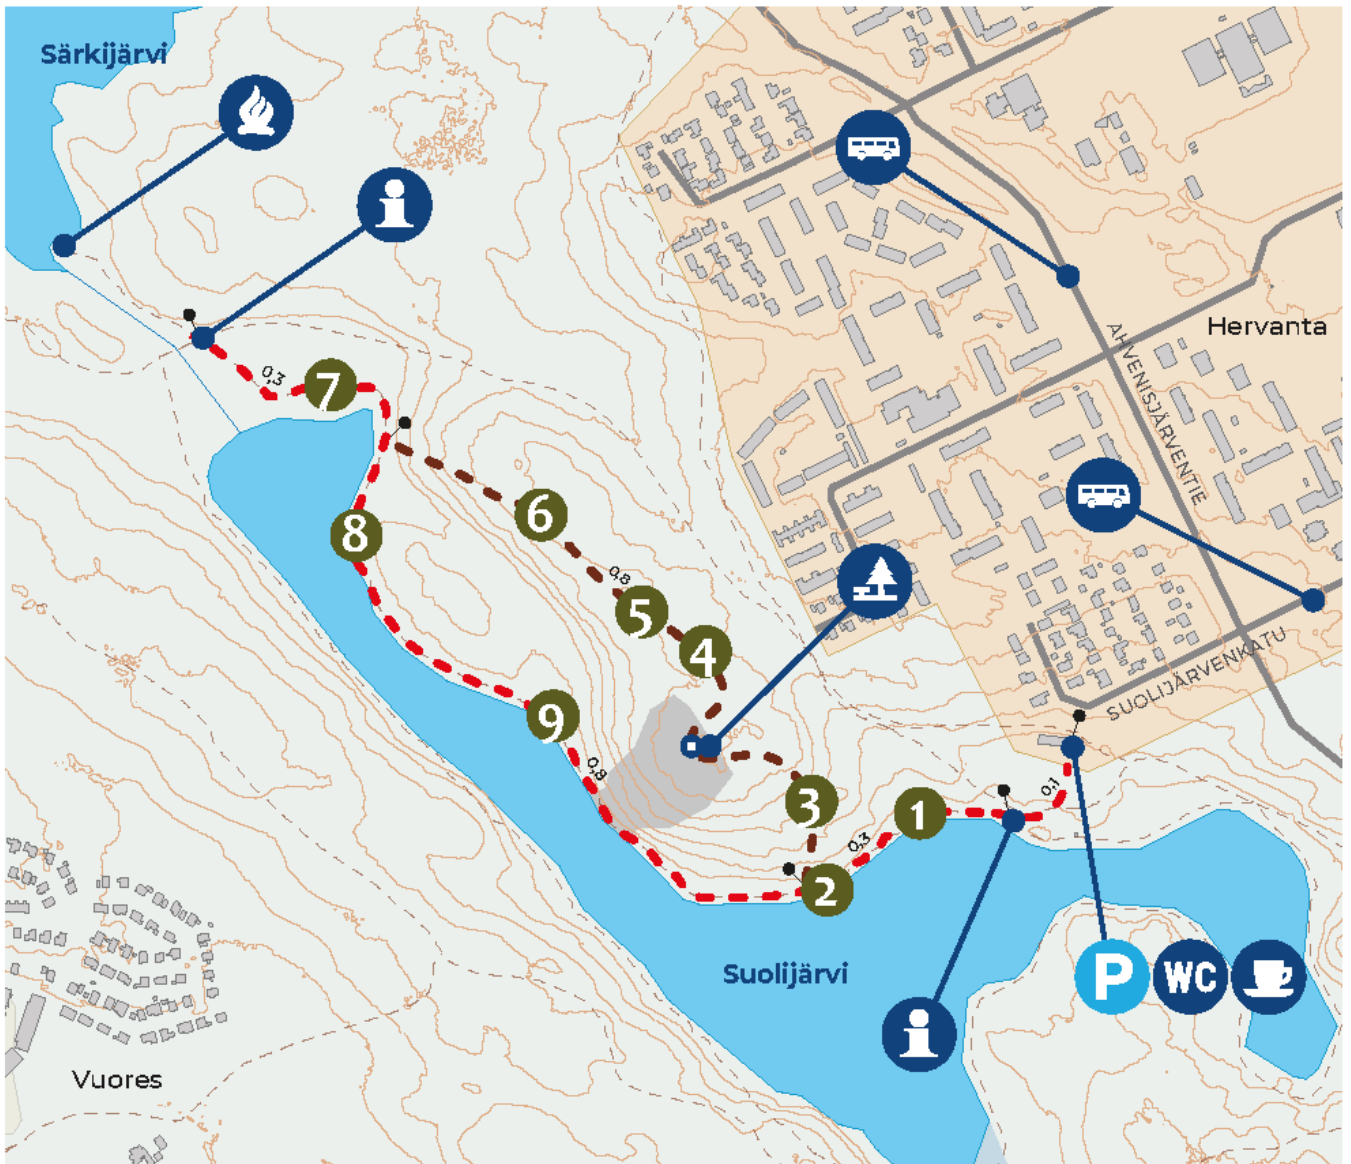 Särkijärvi
Hervanta
AHVENISJÄRVENTIE
0,3
7
6
8
0,8
5
4
SUOLIJÄRVENKATU
9
0,8
3
0,1
1
0,3
2
Suolijärvi
P
WC
Vuores